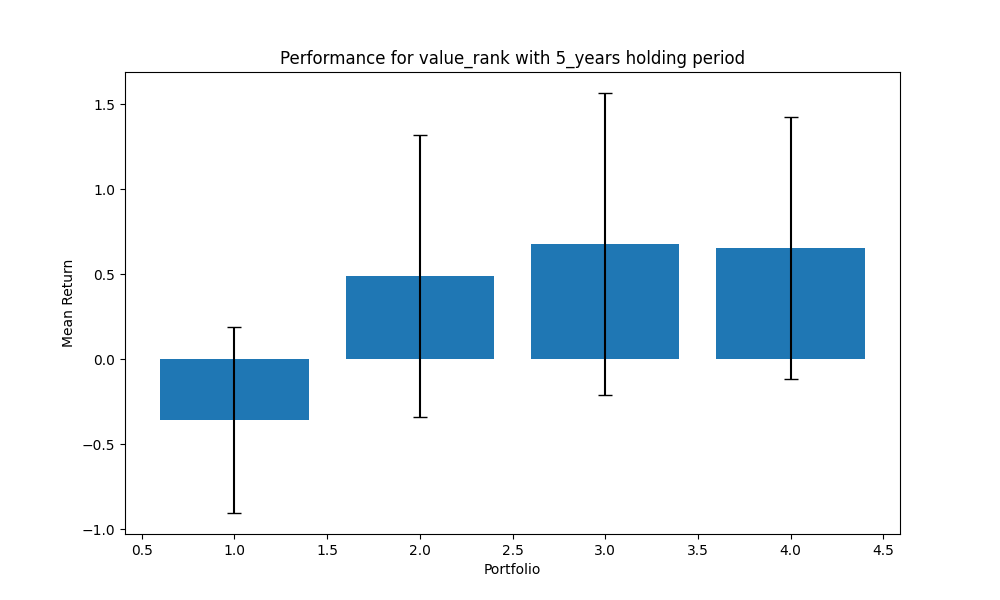 Performance for value_rank with 5_years holding period
Mean Return
1.5
1.0
0.5
0.0
−0.5
−1.0
0.5 1.0 1.5 2.0 2.5 3.0 3.5 4.0 4.5
Portfolio